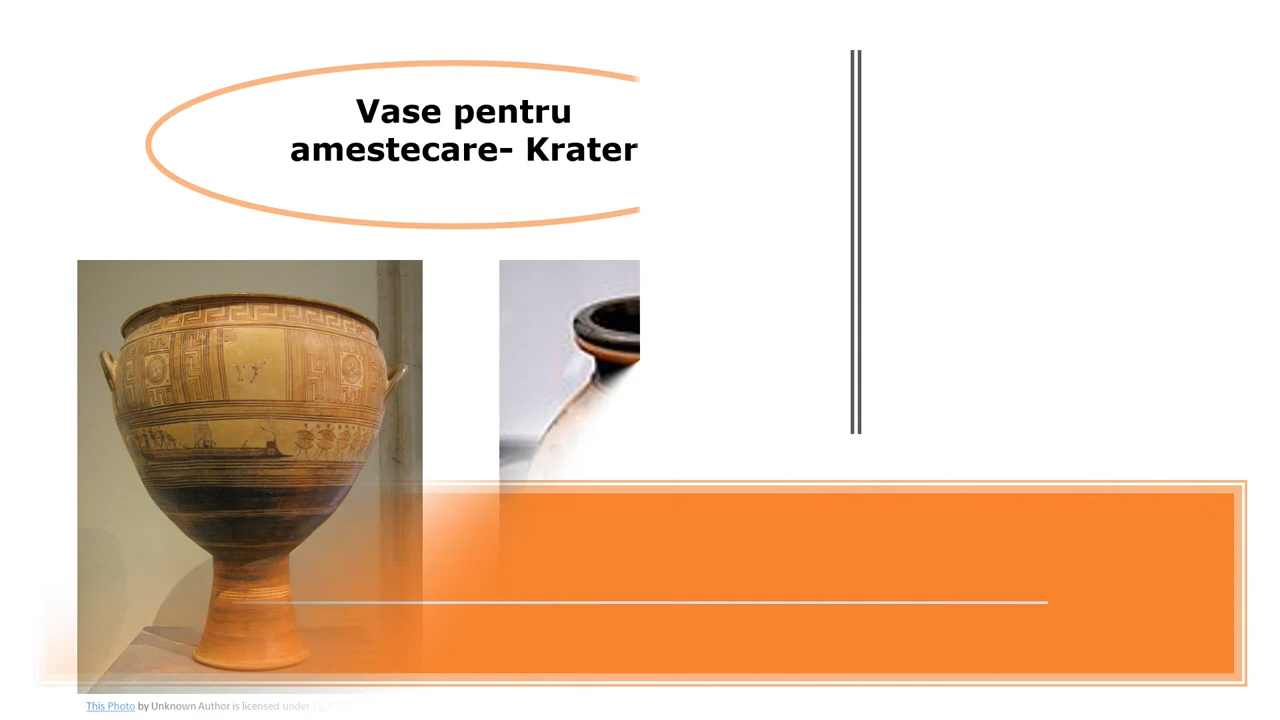 Vase pentru
amestecare- Krater
This Photo by Unknown Author is licensed under